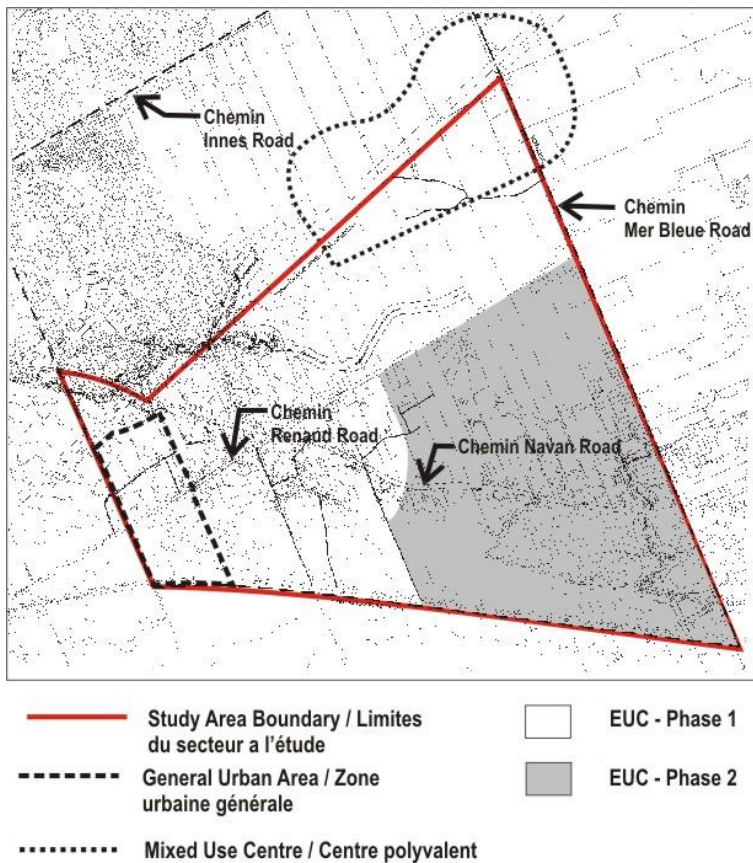 Chemin
Innes Road
Chemin
Mer Bleue Road
Chemin
Renaud Road
Chemin Navan Road
Study Area Boundary / Limites
du secteur a l'étude
General Urban Area / Zone
urbaine générale
Mixed Use Centre / Centre polyvalent
EUC - Phase 1
EUC - Phase 2